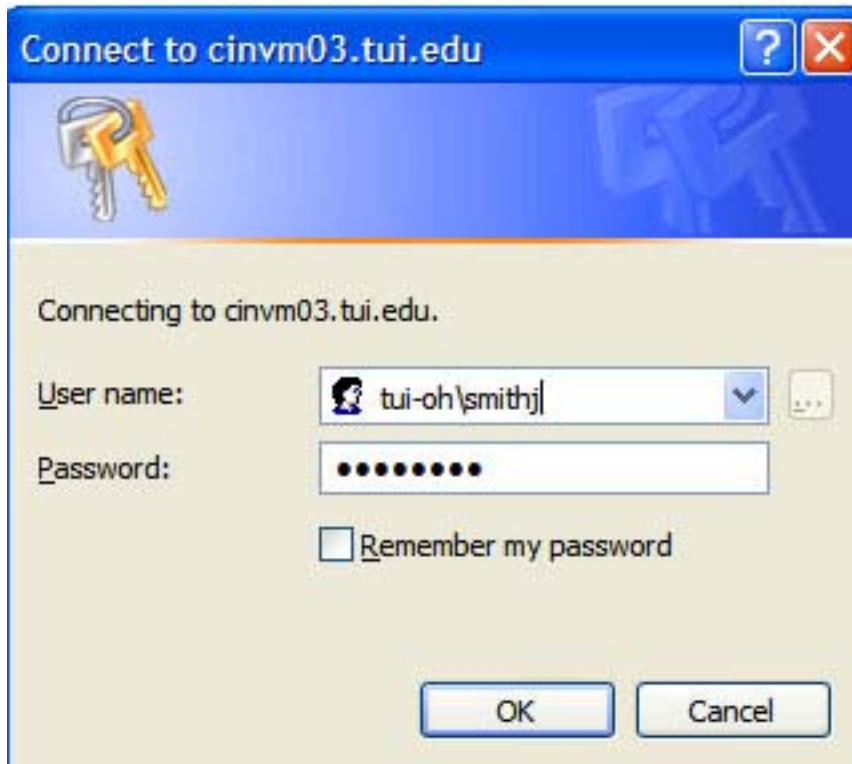 Connect to cinvm03.tui.edu
?
Connecting to cinvm03.tui.edu.
User name: tui-oh\smithj ...
Password: ••••••••
Remember my password
OK Cancel